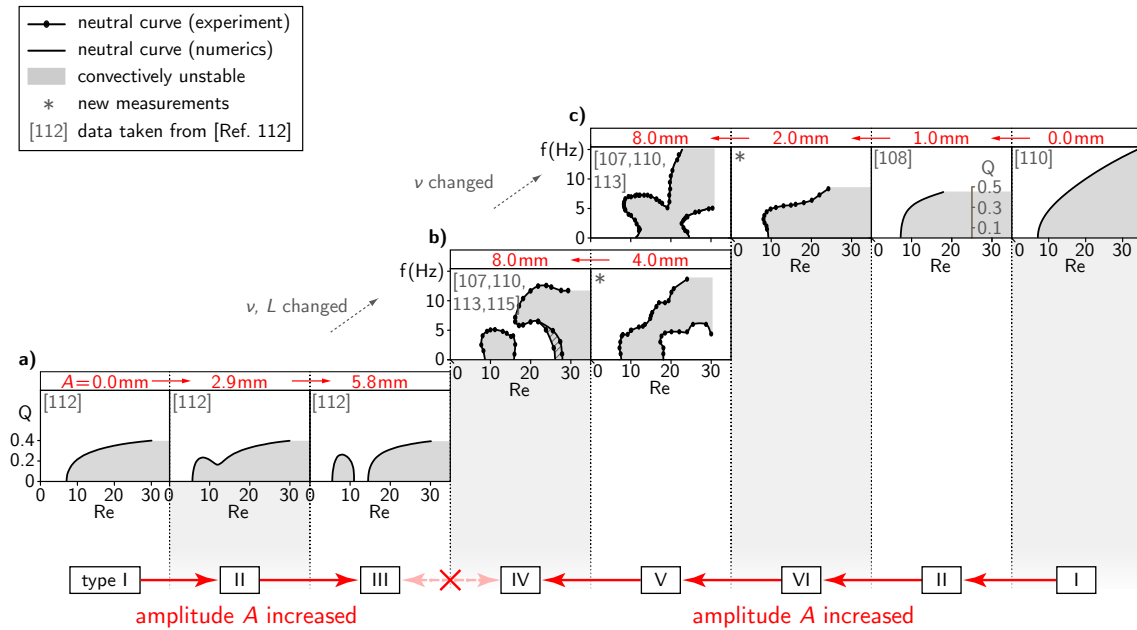 neutral curve (experiment)
neutral curve (numerics)
convectively unstable
* new measurements
[112] data taken from [Ref. 112]
c)
8.0mm 2.0mm 1.0mm 0.0mm
f(Hz) [107,110, 113] * [108] Q [110]
10
5
0
0.5
0.3
0.1
0 10 20 30 0 10 20 30 0 10 20 30 0 10 20 30
Re Re Re Re
ν changed
b)
8.0mm 4.0mm
f(Hz) [107,110, 113,115] *
10
5
0
0 10 20 30 0 10 20 30
Re Re
ν, L changed
a)
A=0.0mm 2.9mm 5.8mm
Q [112] [112] [112]
0.4
0.2
0
0 10 20 30 0 10 20 30 0 10 20 30
Re Re Re
type I II III IV V VI II I
amplitude A increased amplitude A increased